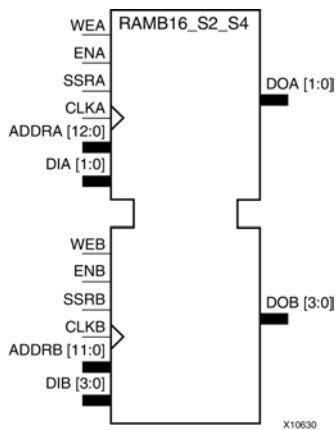 RAMB16_S2_S4
WEA
ENA
SSRA
CLKA
ADDRA [12:0]
DIA [1:0]
DOA [1:0]
WEB
ENB
SSRB
CLKB
ADDRB [11:0]
DIB [3:0]
DOB [3:0]
X10630